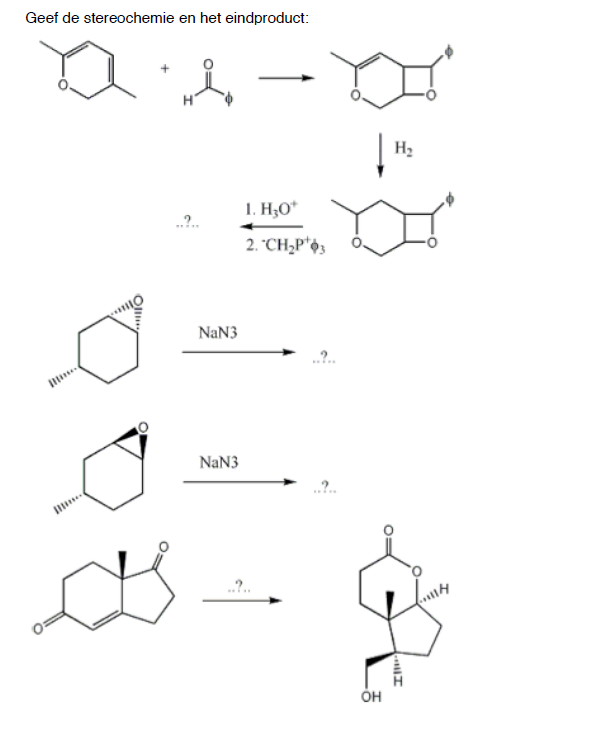 Geef de stereochemie en het eindproduct:
O
+
O
H
ϕ
ϕ
O
O
H₂
..?..
1. H₃O⁺
2. ⁻CH₂P⁺ϕ₃
ϕ
O
O
O
NaN3
..?..
O
NaN3
..?..
O
O
..?..
O
O
H
H
OH